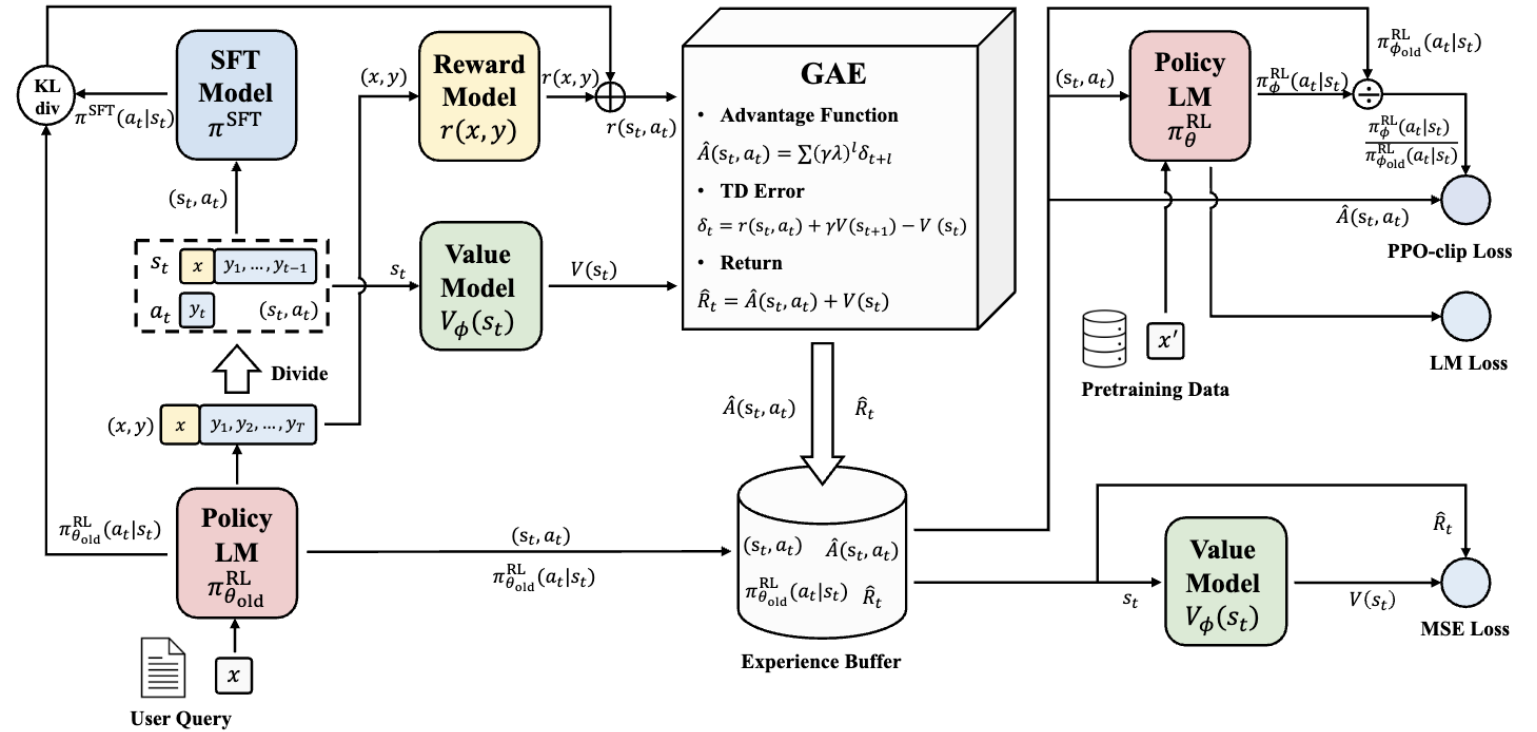 KL
div
π^SFT(a_t|s_t)
SFT
Model
π^SFT
(s_t, a_t)
s_t x y_1, …, y_{t−1}
a_t y_t (s_t, a_t)
Divide
(x, y) x y_1, y_2, …, y_T
π^RL_θold(a_t|s_t)
Policy
LM
π^RL_θold
x
User Query
(x, y)
Reward
Model
r(x, y)
r(x, y)
r(s_t, a_t)
s_t
Value
Model
V_ϕ(s_t)
V(s_t)
GAE
• Advantage Function
Â(s_t, a_t) = ∑(γλ)^l δ_{t+l}
• TD Error
δ_t = r(s_t, a_t) + γV(s_{t+1}) − V (s_t)
• Return
R̂_t = Â(s_t, a_t) + V(s_t)
Â(s_t, a_t) R̂_t
(s_t, a_t)
π^RL_θold(a_t|s_t)
(s_t, a_t) Â(s_t, a_t)
π^RL_θold(a_t|s_t) R̂_t
Experience Buffer
(s_t, a_t)
Policy
LM
π^RL_θ
π^RL_ϕ(a_t|s_t)
÷
π^RL_ϕold(a_t|s_t)
π^RL_ϕ(a_t|s_t)
π^RL_ϕold(a_t|s_t)
Â(s_t, a_t)
PPO-clip Loss
x′
Pretraining Data
LM Loss
s_t
Value
Model
V_ϕ(s_t)
V(s_t)
R̂_t
MSE Loss